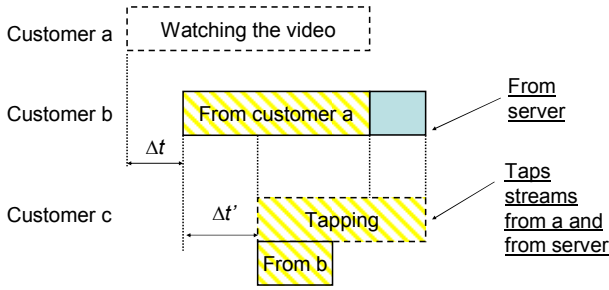 Customer a
Watching the video
Customer b
From customer a
From
server
Δt
Customer c
Δt’
Tapping
From b
Taps
streams
from a and
from server